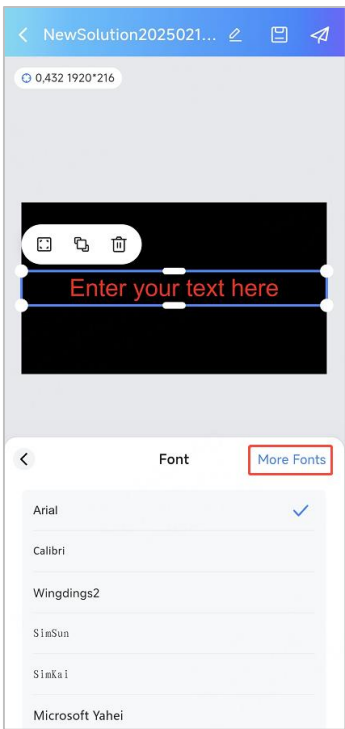 NewSolution2025021...
0,432 1920*216
Enter your text here
Font
More Fonts
Arial
Calibri
Wingdings2
SimSun
SimKai
Microsoft Yahei